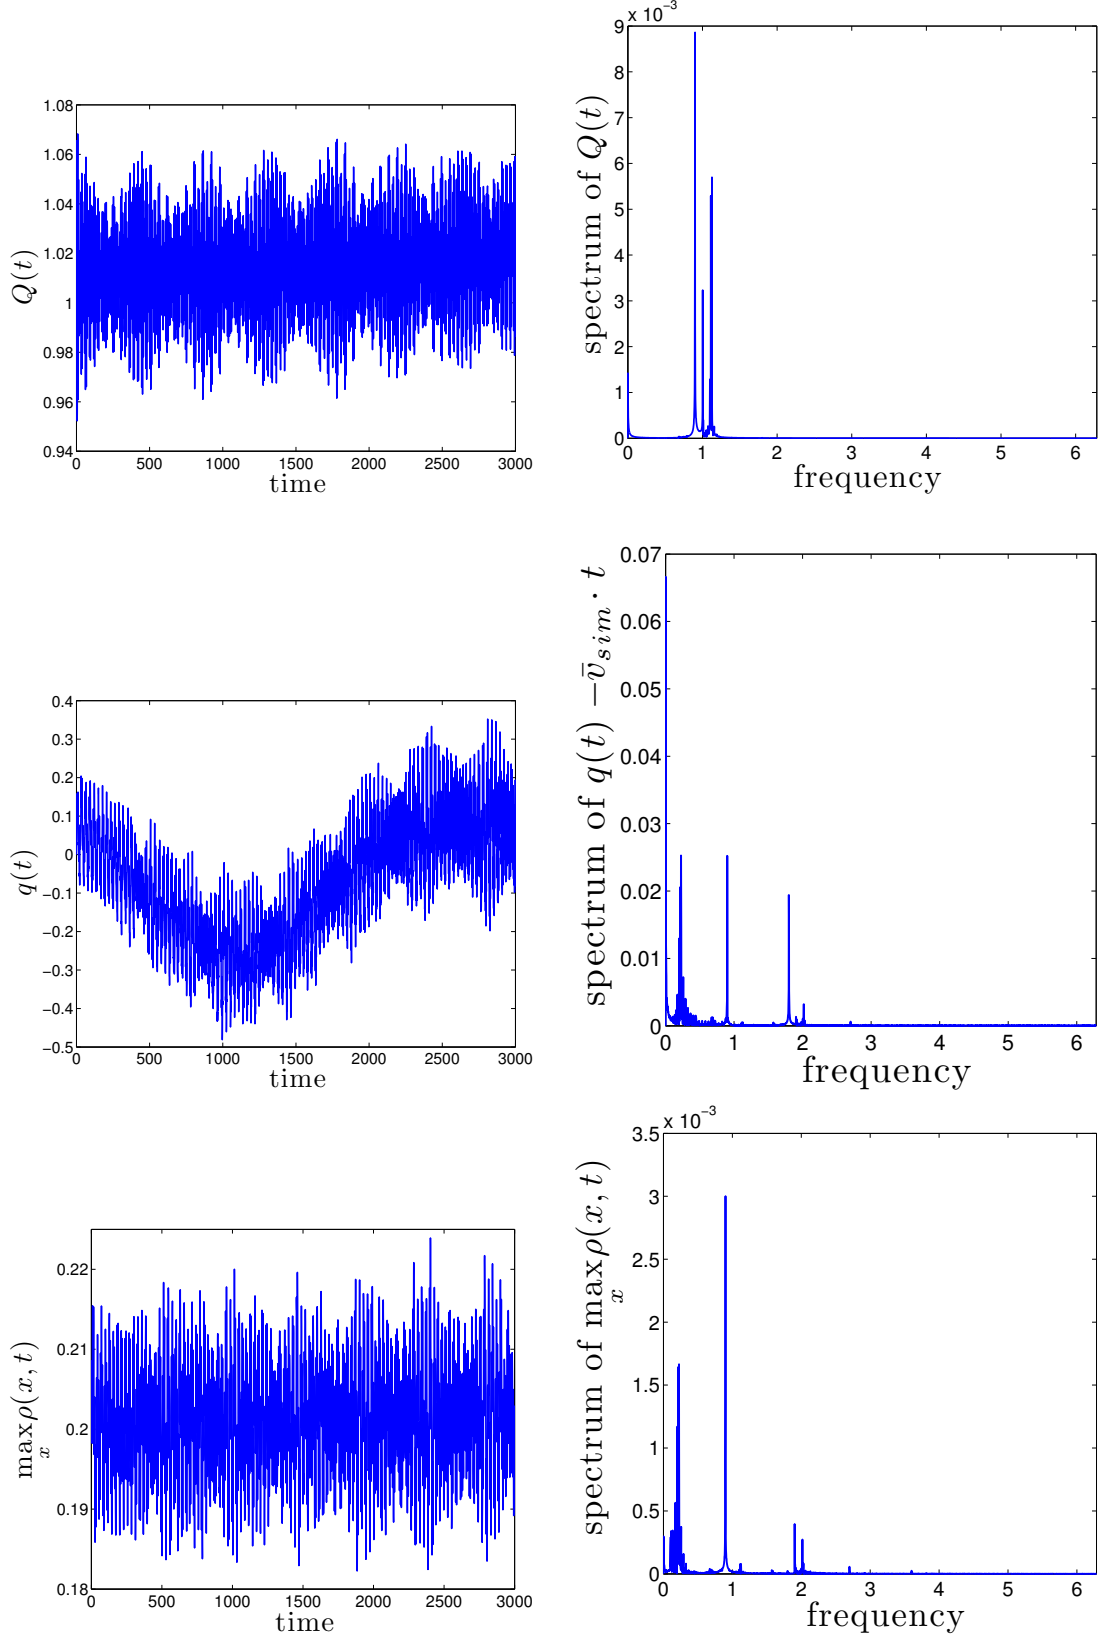 1.08
1.06
1.04
1.02
1
0.98
0.96
0.94
0 500 1000 1500 2000 2500 3000
time
Q(t)
x 10⁻³
9
8
7
6
5
4
3
2
1
0
0 1 2 3 4 5 6
frequency
spectrum of Q(t)
0.4
0.3
0.2
0.1
0
−0.1
−0.2
−0.3
−0.4
−0.5
0 500 1000 1500 2000 2500 3000
time
q(t)
0.07
0.06
0.05
0.04
0.03
0.02
0.01
0
0 1 2 3 4 5 6
frequency
spectrum of q(t) −v̄_{sim} · t
0.22
0.21
0.2
0.19
0.18
0 500 1000 1500 2000 2500 3000
time
max_x ρ(x, t)
x 10⁻³
3.5
3
2.5
2
1.5
1
0.5
0
0 1 2 3 4 5 6
frequency
spectrum of max_x ρ(x, t)